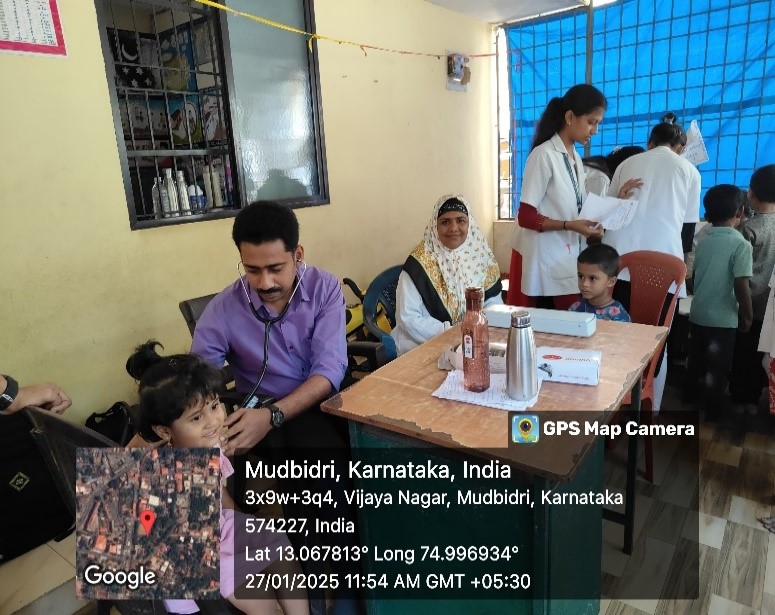 GPS Map Camera
Mudbidri, Karnataka, India
3x9w+3q4, Vijaya Nagar, Mudbidri, Karnataka
574227, India
Lat 13.067813° Long 74.996934°
27/01/2025 11:54 AM GMT +05:30
Google